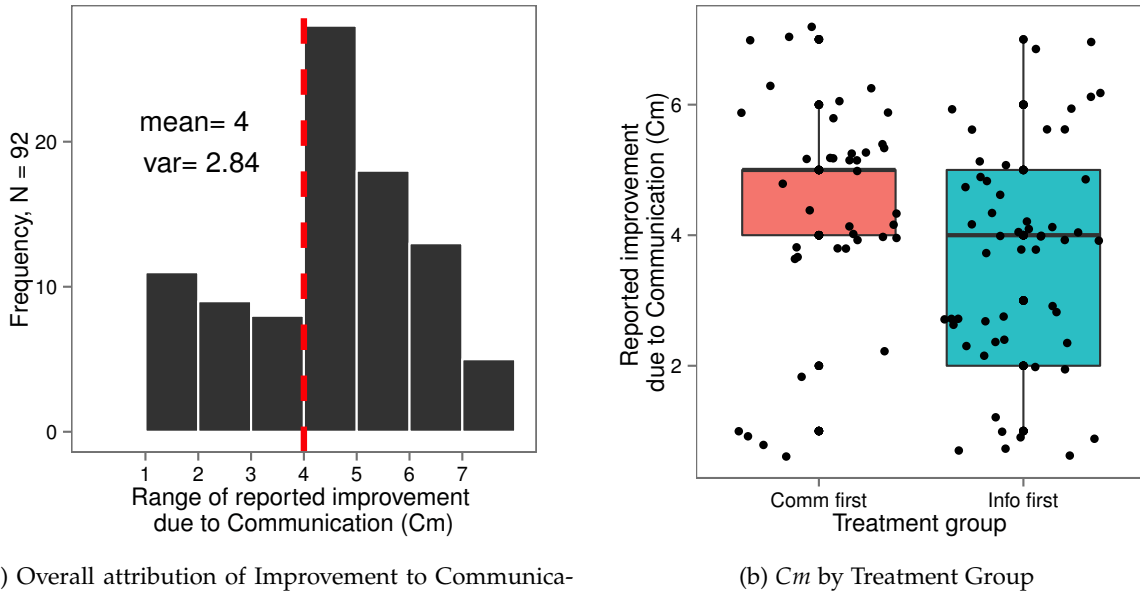 mean= 4
var= 2.84
Frequency, N = 92
20
10
0
1 2 3 4 5 6 7
Range of reported improvement
due to Communication (Cm)
) Overall attribution of Improvement to Communica-
Reported improvement
due to Communication (Cm)
6
4
2
Comm first Info first
Treatment group
(b) Cm by Treatment Group